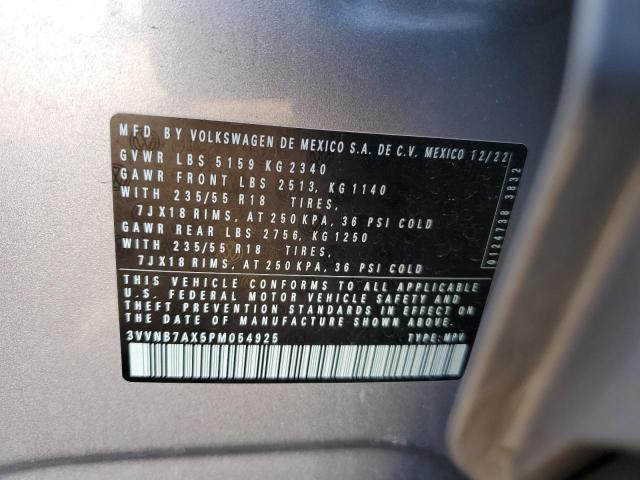 MFD BY VOLKSWAGEN DE MEXICO S.A. DE C.V. MEXICO 12/22
GVWR LBS 5159 KG 2340
GAWR FRONT LBS 2513, KG 1140
WITH 235/55 R18 TIRES,
7JX18 RIMS, AT 250 KPA, 36 PSI COLD
GAWR REAR LBS 2756, KG 1250
WITH 235/55 R18 TIRES,
7JX18 RIMS, AT 250 KPA, 36 PSI COLD
THIS VEHICLE CONFORMS TO ALL APPLICABLE
U.S. FEDERAL MOTOR VEHICLE SAFETY AND
THEFT PREVENTION STANDARDS IN EFFECT ON
THE DATE OF MANUFACTURE SHOWN ABOVE.
3VVNB7AX5PM054925 TYPE: MPV
0124738 3832